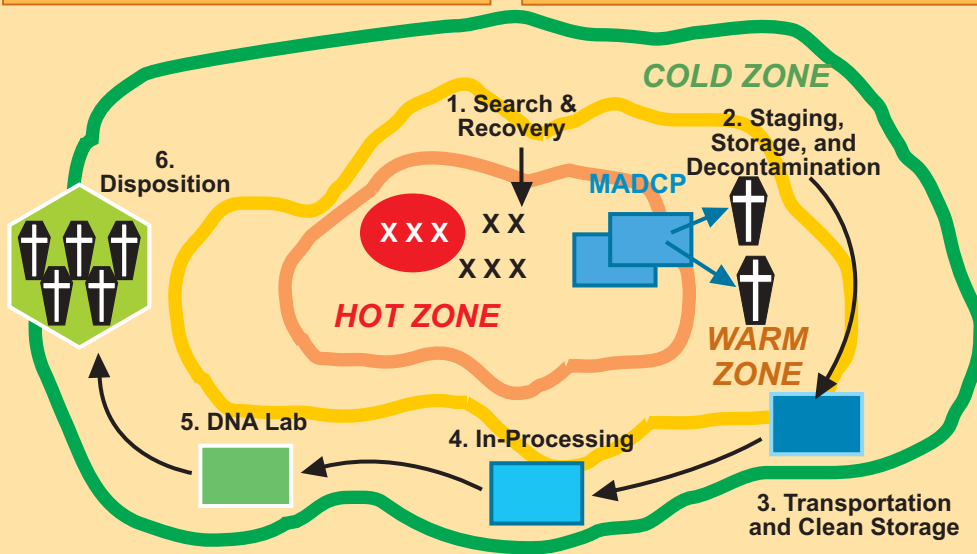 COLD ZONE
1. Search &
Recovery
2. Staging,
Storage, and
Decontamination
6.
Disposition
MADCP
X X X
X X
X X X
HOT ZONE
WARM
ZONE
5. DNA Lab
4. In-Processing
3. Transportation
and Clean Storage